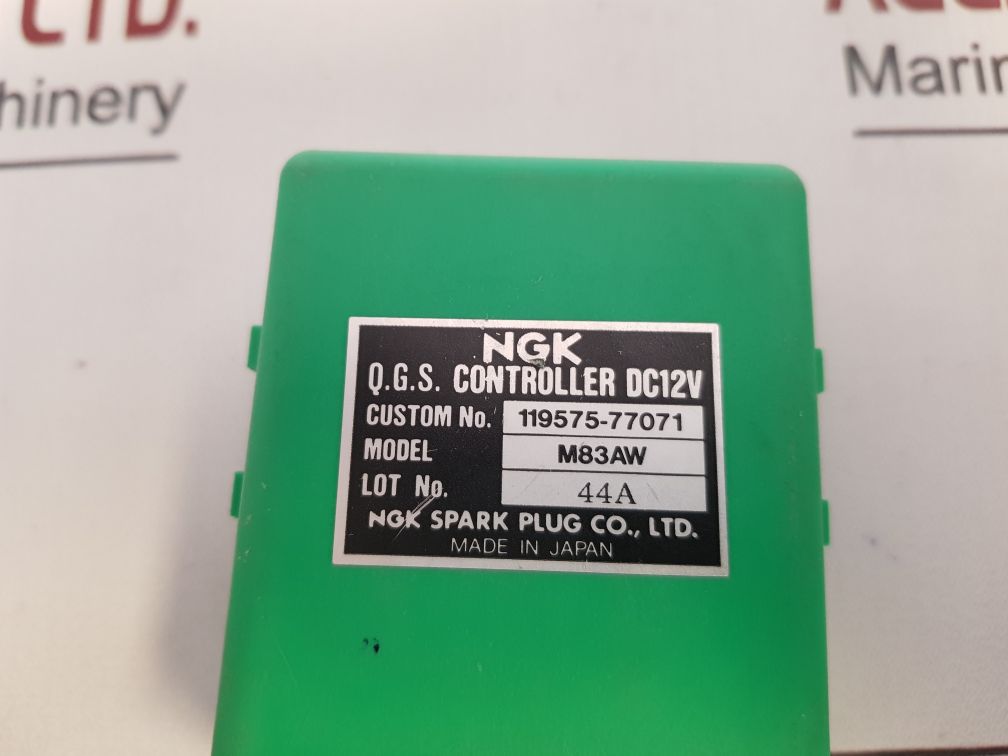 LTD.
Marin
NGK
Q.G.S. CONTROLLER DC12V
CUSTOM No. 119575-77071
MODEL M83AW
LOT No. 44A
NGK SPARK PLUG CO., LTD.
MADE IN JAPAN